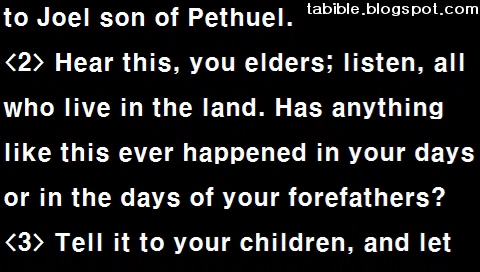 to Joel son of Pethuel.
tabible.blogspot.com
<2> Hear this, you elders; listen, all
who live in the land. Has anything
like this ever happened in your days
or in the days of your forefathers?
<3> Tell it to your children, and let